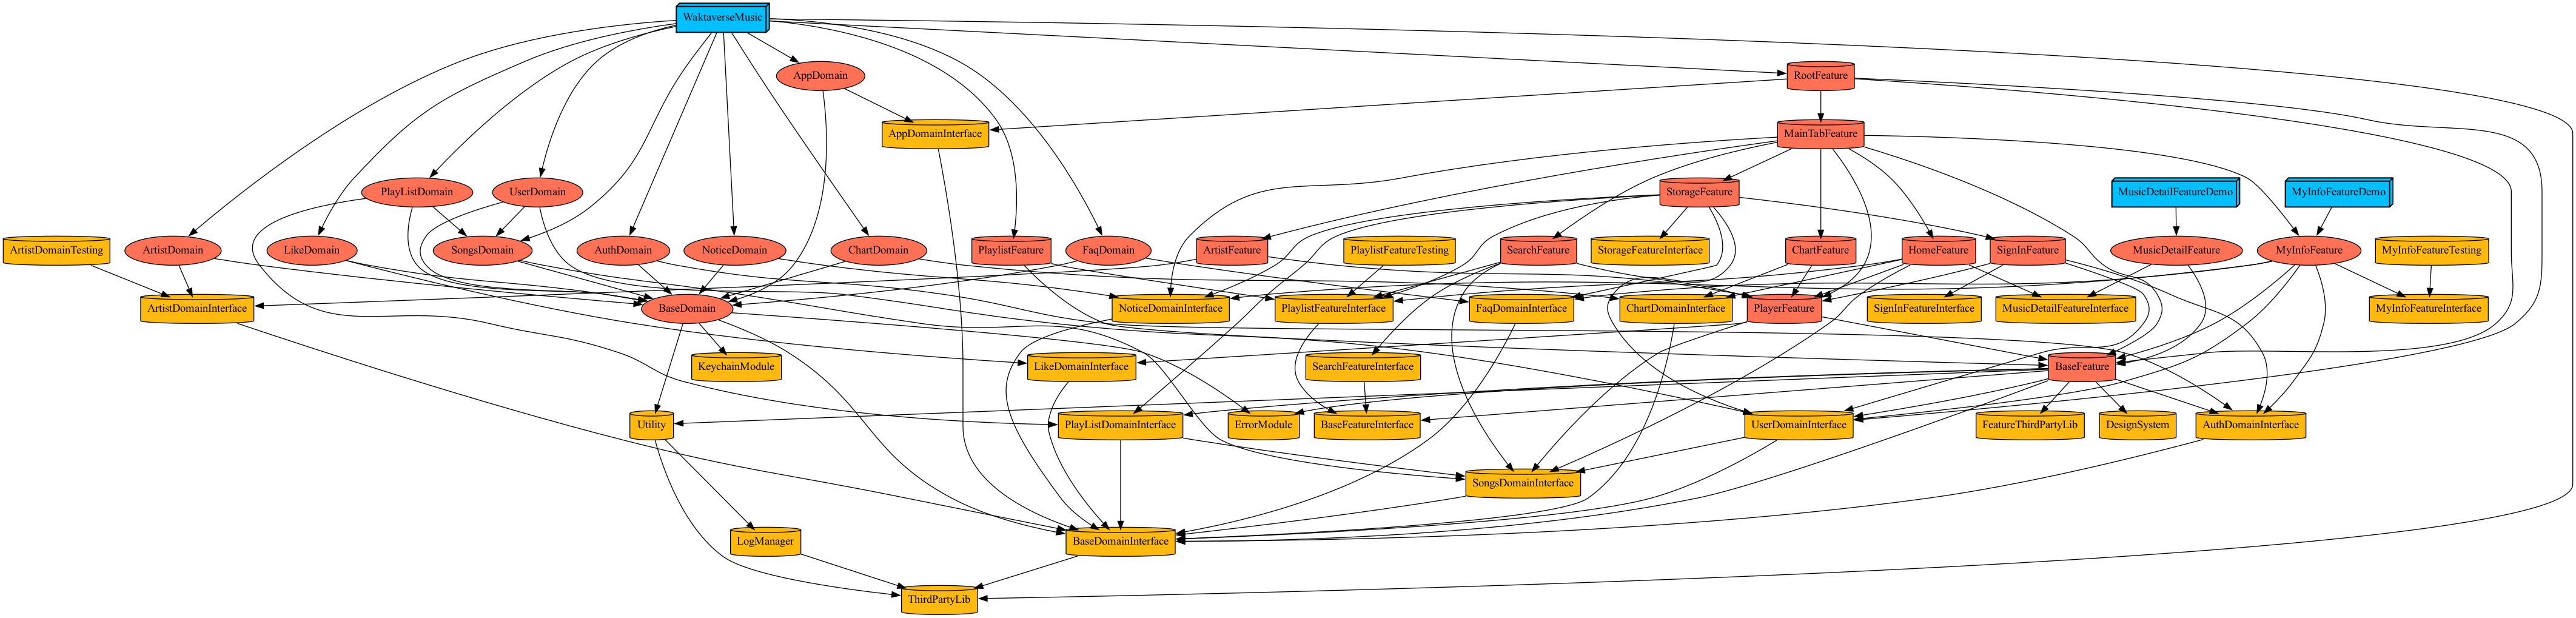 WaktaverseMusic
AppDomain
RootFeature
AppDomainInterface
MainTabFeature
PlayListDomain
UserDomain
StorageFeature
MusicDetailFeatureDemo
MyInfoFeatureDemo
ArtistDomainTesting
ArtistDomain
LikeDomain
SongsDomain
AuthDomain
NoticeDomain
ChartDomain
PlaylistFeature
FaqDomain
ArtistFeature
PlaylistFeatureTesting
SearchFeature
StorageFeatureInterface
ChartFeature
HomeFeature
SignInFeature
MusicDetailFeature
MyInfoFeature
MyInfoFeatureTesting
ArtistDomainInterface
BaseDomain
NoticeDomainInterface
PlaylistFeatureInterface
FaqDomainInterface
ChartDomainInterface
PlayerFeature
SignInFeatureInterface
MusicDetailFeatureInterface
MyInfoFeatureInterface
KeychainModule
LikeDomainInterface
SearchFeatureInterface
BaseFeature
Utility
PlayListDomainInterface
ErrorModule
BaseFeatureInterface
UserDomainInterface
FeatureThirdPartyLib
DesignSystem
AuthDomainInterface
SongsDomainInterface
LogManager
BaseDomainInterface
ThirdPartyLib